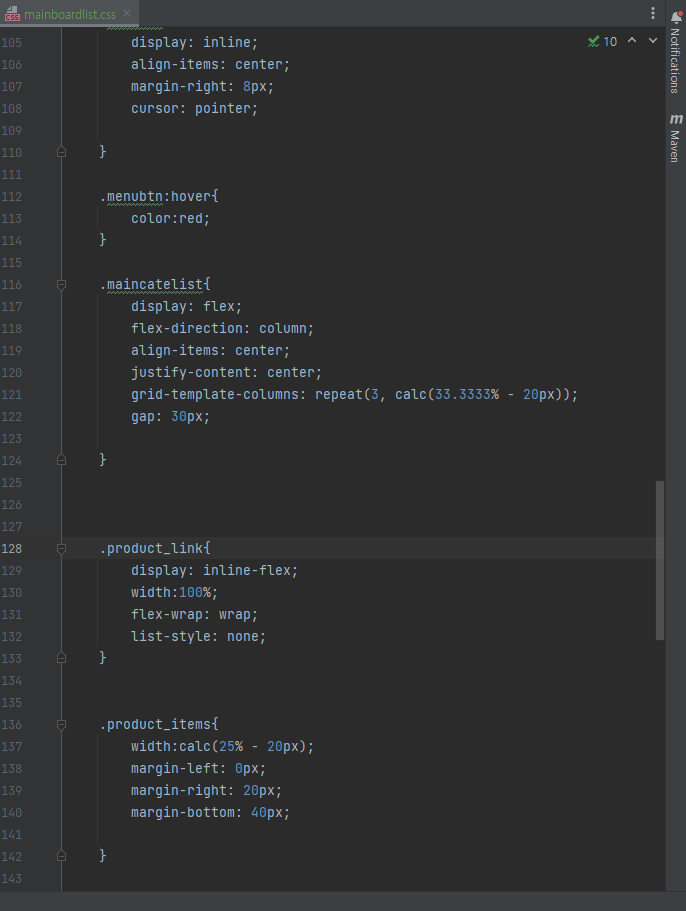 mainboardlist.css
10
105 display: inline;
106 align-items: center;
107 margin-right: 8px;
108 cursor: pointer;
109
110 }
111
112 .menubtn:hover{
113 color:red;
114 }
115
116 .maincatelist{
117 display: flex;
118 flex-direction: column;
119 align-items: center;
120 justify-content: center;
121 grid-template-columns: repeat(3, calc(33.3333% - 20px));
122 gap: 30px;
123
124 }
125
126
127
128 .product_link{
129 display: inline-flex;
130 width:100%;
131 flex-wrap: wrap;
132 list-style: none;
133 }
134
135
136 .product_items{
137 width:calc(25% - 20px);
138 margin-left: 0px;
139 margin-right: 20px;
140 margin-bottom: 40px;
141
142 }
143
Notifications
m Maven